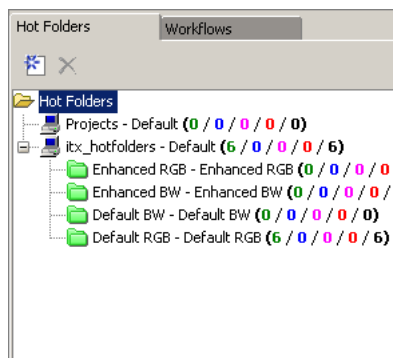 Hot Folders
Workflows
Hot Folders
Projects - Default (0 / 0 / 0 / 0 / 0)
itx_hotfolders - Default (6 / 0 / 0 / 0 / 6)
Enhanced RGB - Enhanced RGB (0 / 0 / 0 / 0
Enhanced BW - Enhanced BW (0 / 0 / 0 / 0 /
Default BW - Default BW (0 / 0 / 0 / 0 / 0)
Default RGB - Default RGB (6 / 0 / 0 / 0 / 6)